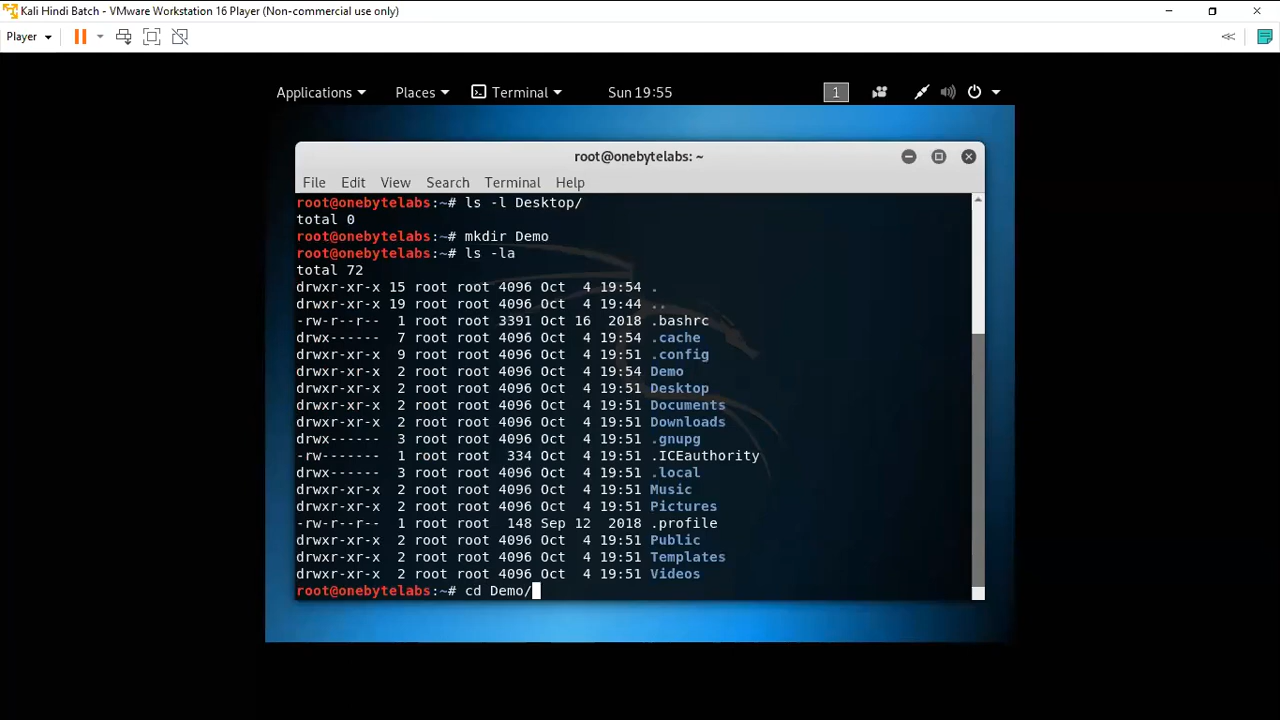 Kali Hindi Batch - VMware Workstation 16 Player (Non-commercial use only)
Player
Applications Places Terminal Sun 19:55 1
root@onebytelabs: ~
File Edit View Search Terminal Help
root@onebytelabs:~# ls -l Desktop/
total 0
root@onebytelabs:~# mkdir Demo
root@onebytelabs:~# ls -la
total 72
drwxr-xr-x 15 root root 4096 Oct  4 19:54 .
drwxr-xr-x 19 root root 4096 Oct  4 19:44 ..
-rw-r--r--  1 root root 3391 Oct 16  2018 .bashrc
drwx------  7 root root 4096 Oct  4 19:54 .cache
drwxr-xr-x  9 root root 4096 Oct  4 19:51 .config
drwxr-xr-x  2 root root 4096 Oct  4 19:54 Demo
drwxr-xr-x  2 root root 4096 Oct  4 19:51 Desktop
drwxr-xr-x  2 root root 4096 Oct  4 19:51 Documents
drwxr-xr-x  2 root root 4096 Oct  4 19:51 Downloads
drwx------  3 root root 4096 Oct  4 19:51 .gnupg
-rw-------  1 root root  334 Oct  4 19:51 .ICEauthority
drwx------  3 root root 4096 Oct  4 19:51 .local
drwxr-xr-x  2 root root 4096 Oct  4 19:51 Music
drwxr-xr-x  2 root root 4096 Oct  4 19:51 Pictures
-rw-r--r--  1 root root  148 Sep 12  2018 .profile
drwxr-xr-x  2 root root 4096 Oct  4 19:51 Public
drwxr-xr-x  2 root root 4096 Oct  4 19:51 Templates
drwxr-xr-x  2 root root 4096 Oct  4 19:51 Videos
root@onebytelabs:~# cd Demo/